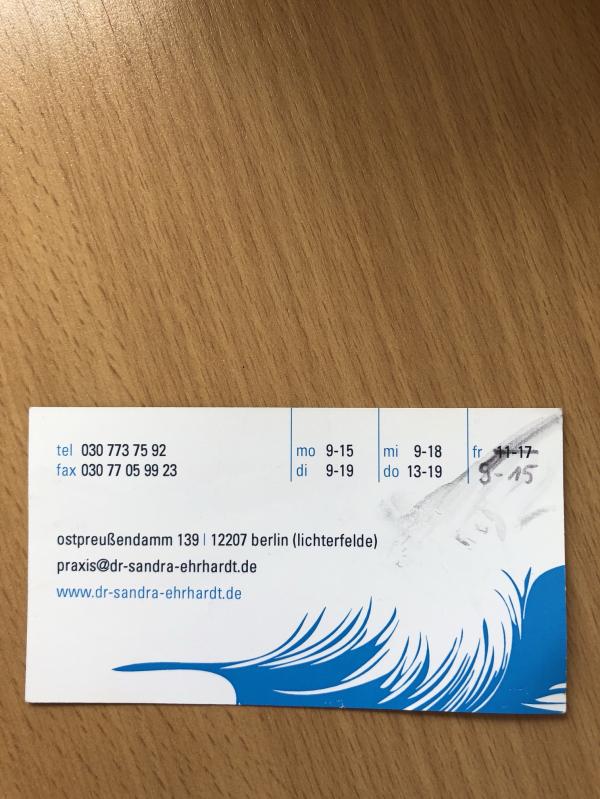 tel 030 773 75 92
fax 030 77 05 99 23
mo 9-15
di 9-19
mi 9-18
do 13-19
fr 11-17
9-15
ostpreußendamm 139 | 12207 berlin (lichterfelde)
praxis@dr-sandra-ehrhardt.de
www.dr-sandra-ehrhardt.de